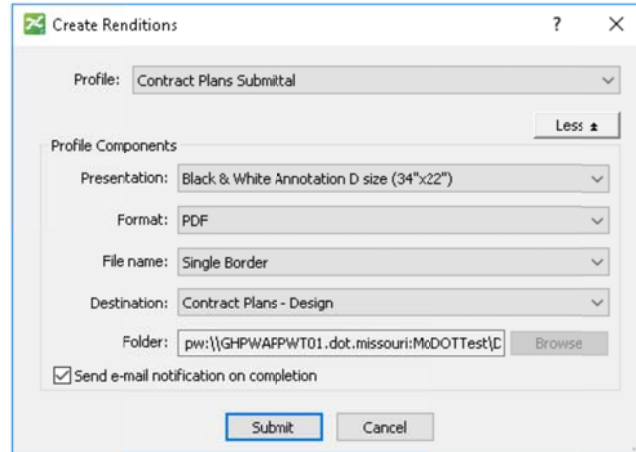 Create Renditions
Profile: Contract Plans Submittal
Less
Profile Components
Presentation: Black & White Annotation D size (34"x22")
Format: PDF
File name: Single Border
Destination: Contract Plans - Design
Folder: pw:\\GHPWAPPWT01.dot.missouri:MoDOTTest\D
Browse
Send e-mail notification on completion
Submit Cancel